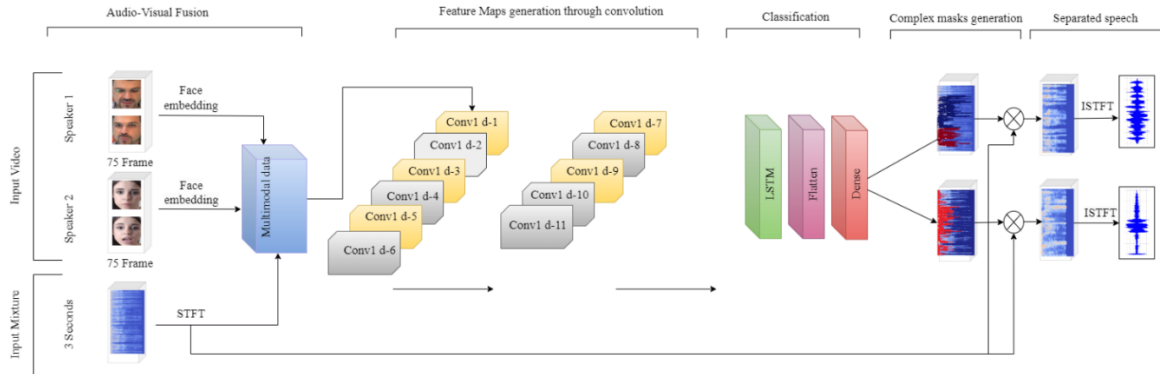 Audio-Visual Fusion
Feature Maps generation through convolution
Classification
Complex masks generation
Separated speech
Input Video
Speaker 1
Face
embedding
75 Frame
Speaker 2
Face
embedding
75 Frame
Input Mixture
3 Seconds
STFT
Multimodal data
Conv1 d-1
Conv1 d-2
Conv1 d-3
Conv1 d-4
Conv1 d-5
Conv1 d-6
Conv1 d-7
Conv1 d-8
Conv1 d-9
Conv1 d-10
Conv1 d-11
LSTM
Flatten
Dense
ISTFT
ISTFT